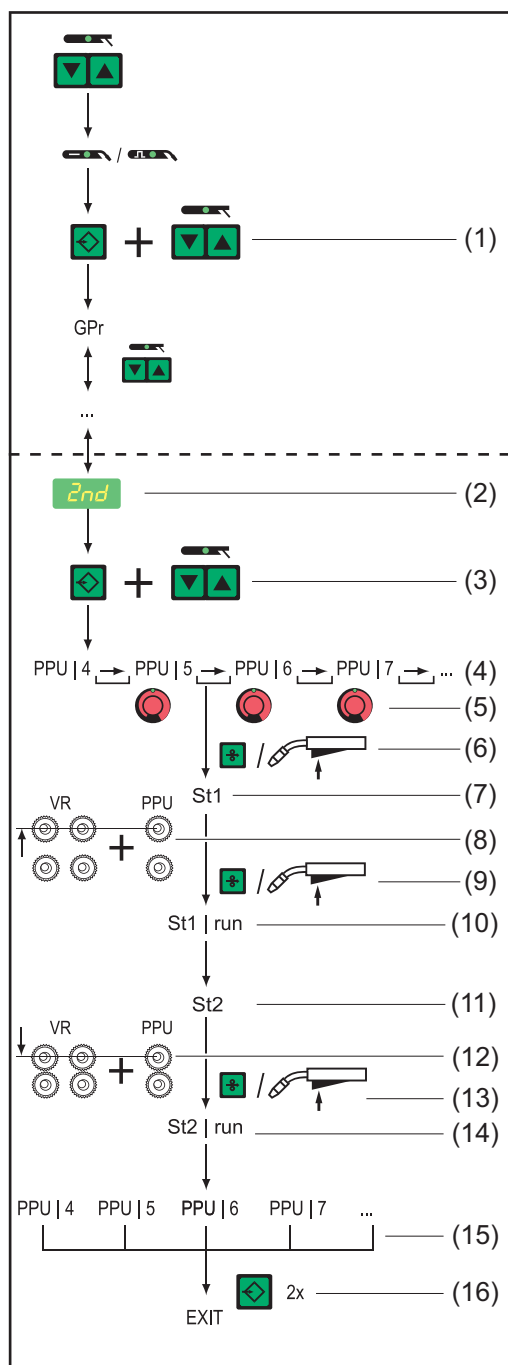 /
+ (1)
GPr
...
2nd (2)
+ (3)
PPU | 4 PPU | 5 PPU | 6 PPU | 7 ... (4)
(5)
/ (6)
St1 (7)
VR PPU
+ (8)
/ (9)
St1 | run (10)
St2 (11)
VR PPU
+ (12)
/ (13)
St2 | run (14)
PPU | 4 PPU | 5 PPU | 6 PPU | 7 ...
(15)
2x (16)
EXIT